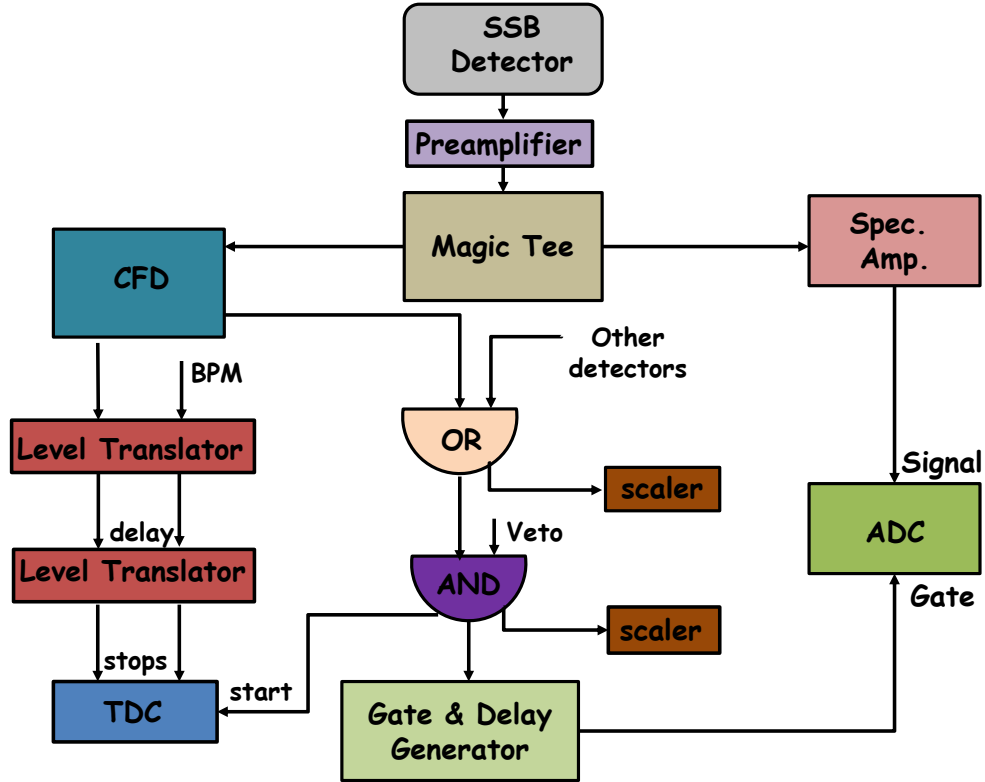 SSB
Detector
Preamplifier
Magic Tee
Spec.
Amp.
CFD
Other
detectors
BPM
OR
Level Translator
Signal
scaler
ADC
delay
Veto
Level Translator
AND
Gate
scaler
stops
start
TDC
Gate & Delay
Generator